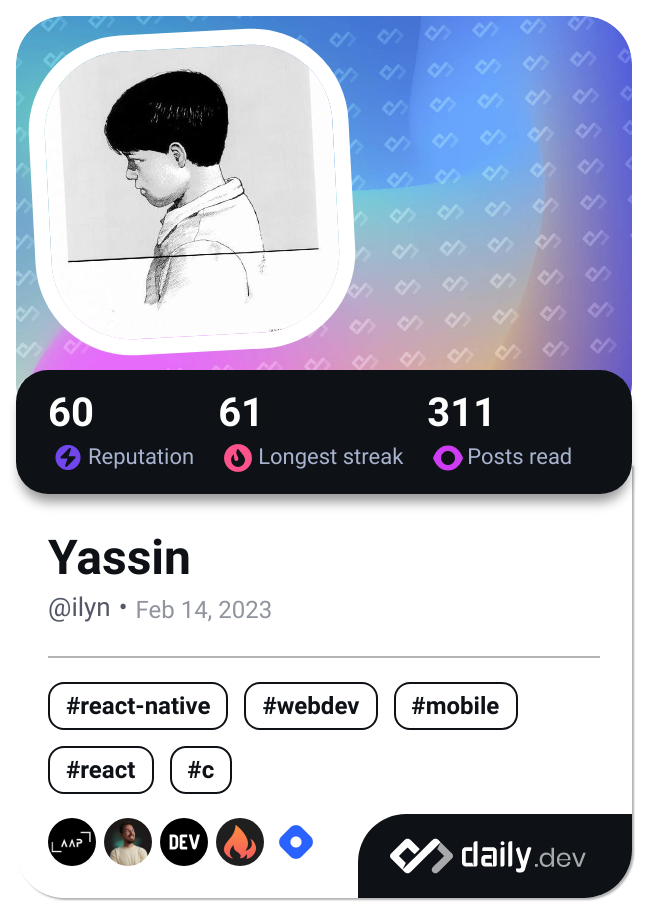 60 61 311
Reputation Longest streak Posts read
Yassin
@ilyn • Feb 14, 2023
#react-native #webdev #mobile
#react #c
AAP DEV
daily.dev